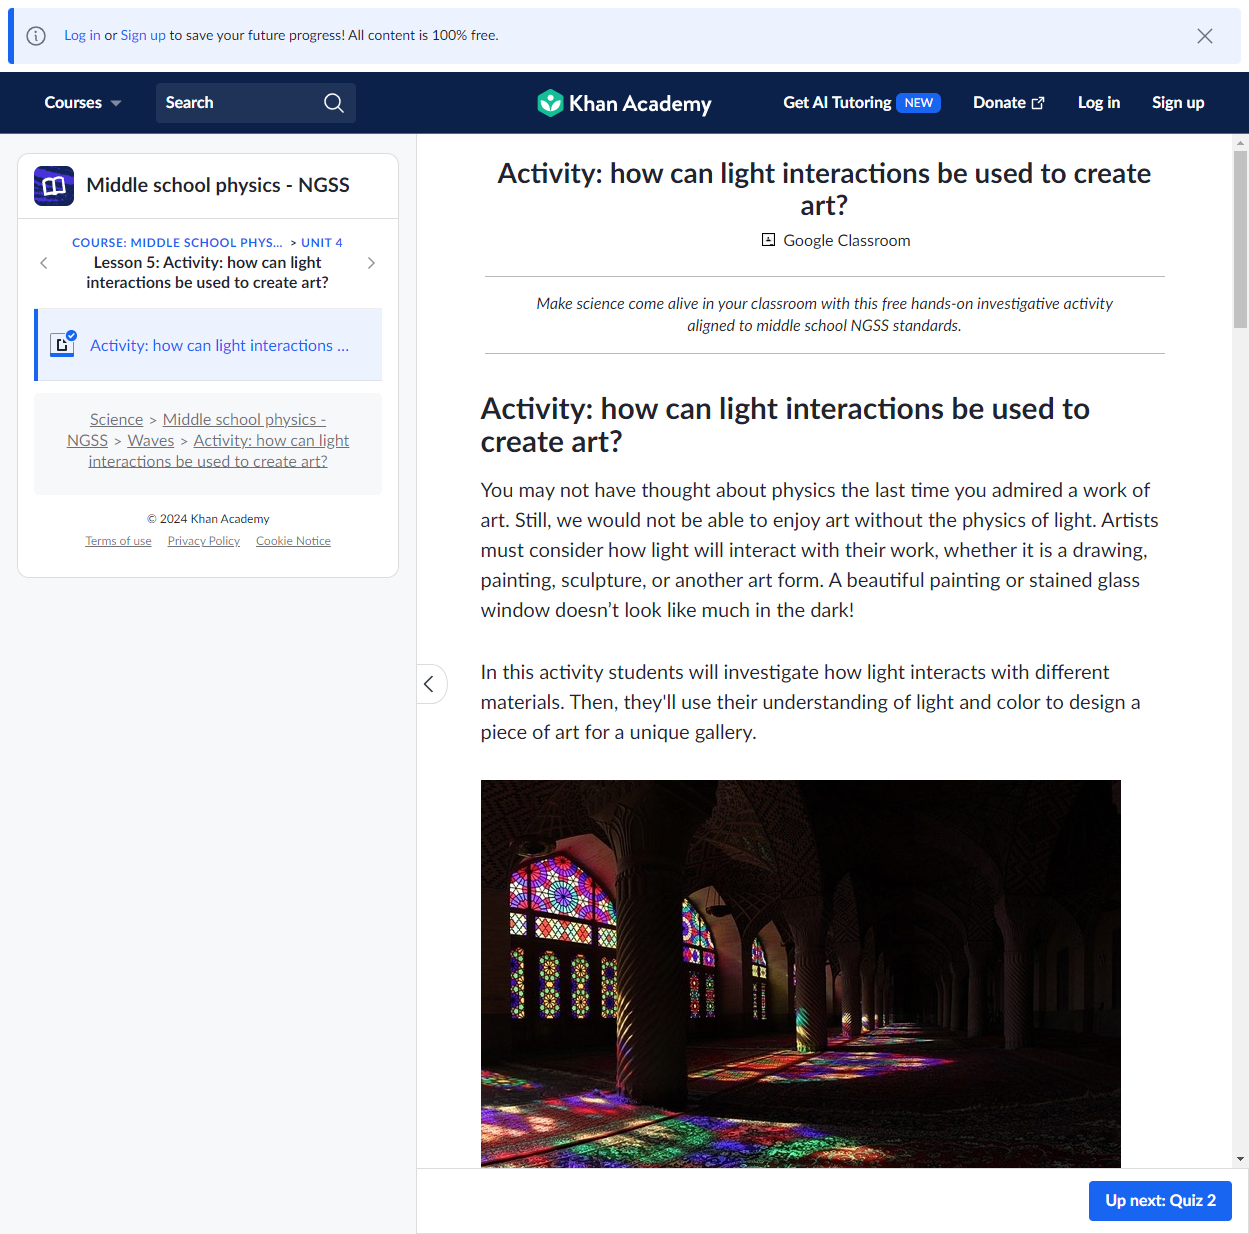 Log in or Sign up to save your future progress! All content is 100% free.
Courses
Search
Khan Academy
Get AI Tutoring NEW
Donate
Log in
Sign up
Middle school physics - NGSS
COURSE: MIDDLE SCHOOL PHYS... > UNIT 4
Lesson 5: Activity: how can light
interactions be used to create art?
Activity: how can light interactions ...
Science > Middle school physics -
NGSS > Waves > Activity: how can light
interactions be used to create art?
© 2024 Khan Academy
Terms of use Privacy Policy Cookie Notice
Activity: how can light interactions be used to create
art?
Google Classroom
Make science come alive in your classroom with this free hands-on investigative activity
aligned to middle school NGSS standards.
Activity: how can light interactions be used to
create art?
You may not have thought about physics the last time you admired a work of
art. Still, we would not be able to enjoy art without the physics of light. Artists
must consider how light will interact with their work, whether it is a drawing,
painting, sculpture, or another art form. A beautiful painting or stained glass
window doesn’t look like much in the dark!
In this activity students will investigate how light interacts with different
materials. Then, they'll use their understanding of light and color to design a
piece of art for a unique gallery.
Up next: Quiz 2